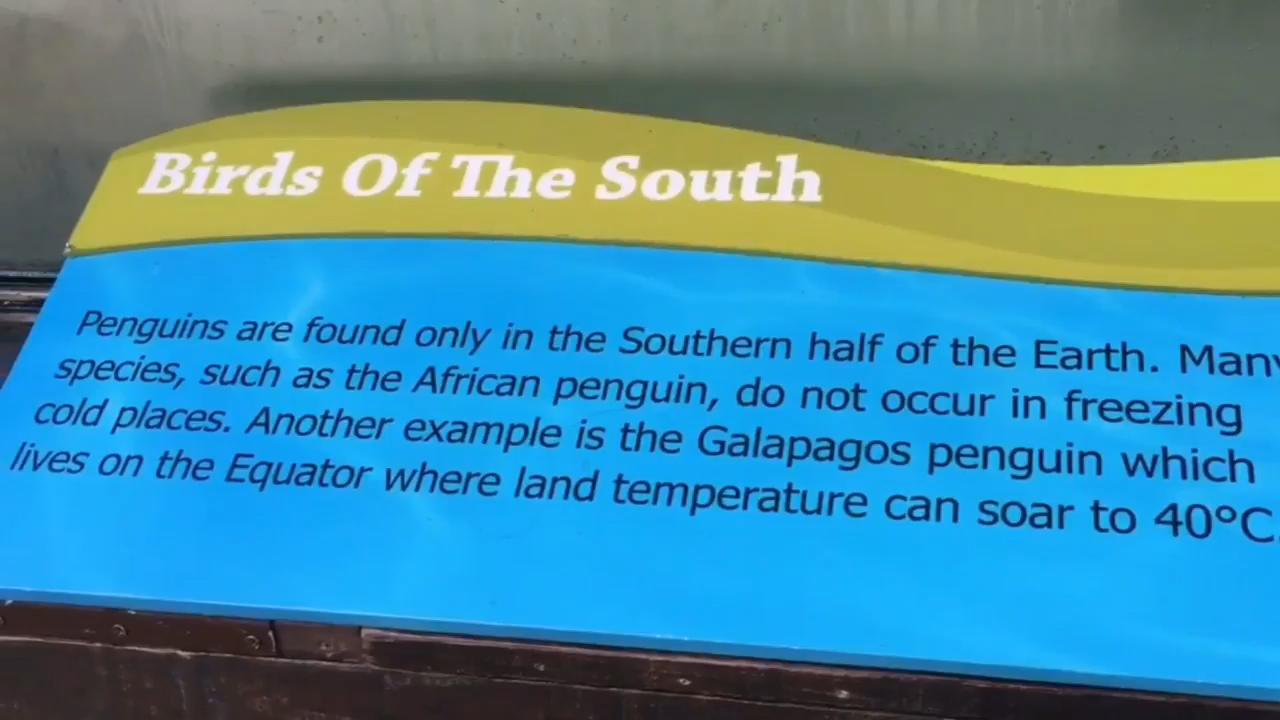 Birds Of The South
Penguins are found only in the Southern half of the Earth. Many
species, such as the African penguin, do not occur in freezing
cold places. Another example is the Galapagos penguin which
lives on the Equator where land temperature can soar to 40°C.